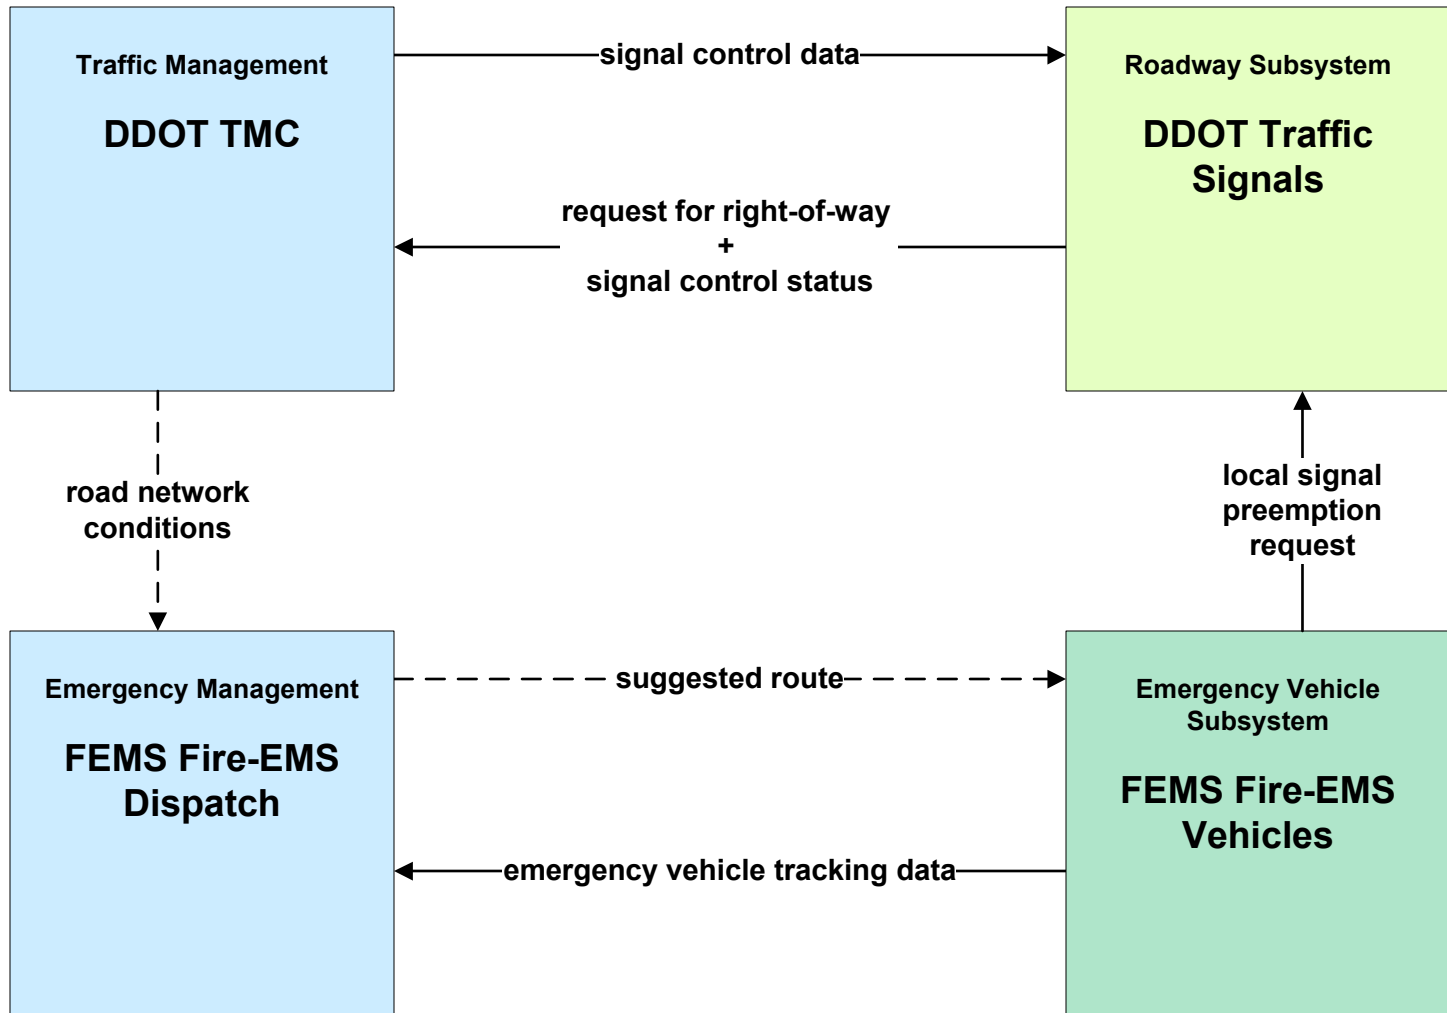 Traffic Management
DDOT TMC
signal control data
Roadway Subsystem
DDOT Traffic
Signals
request for right-of-way
+
signal control status
road network
conditions
local signal
preemption
request
Emergency Management
FEMS Fire-EMS
Dispatch
suggested route
Emergency Vehicle
Subsystem
FEMS Fire-EMS
Vehicles
emergency vehicle tracking data